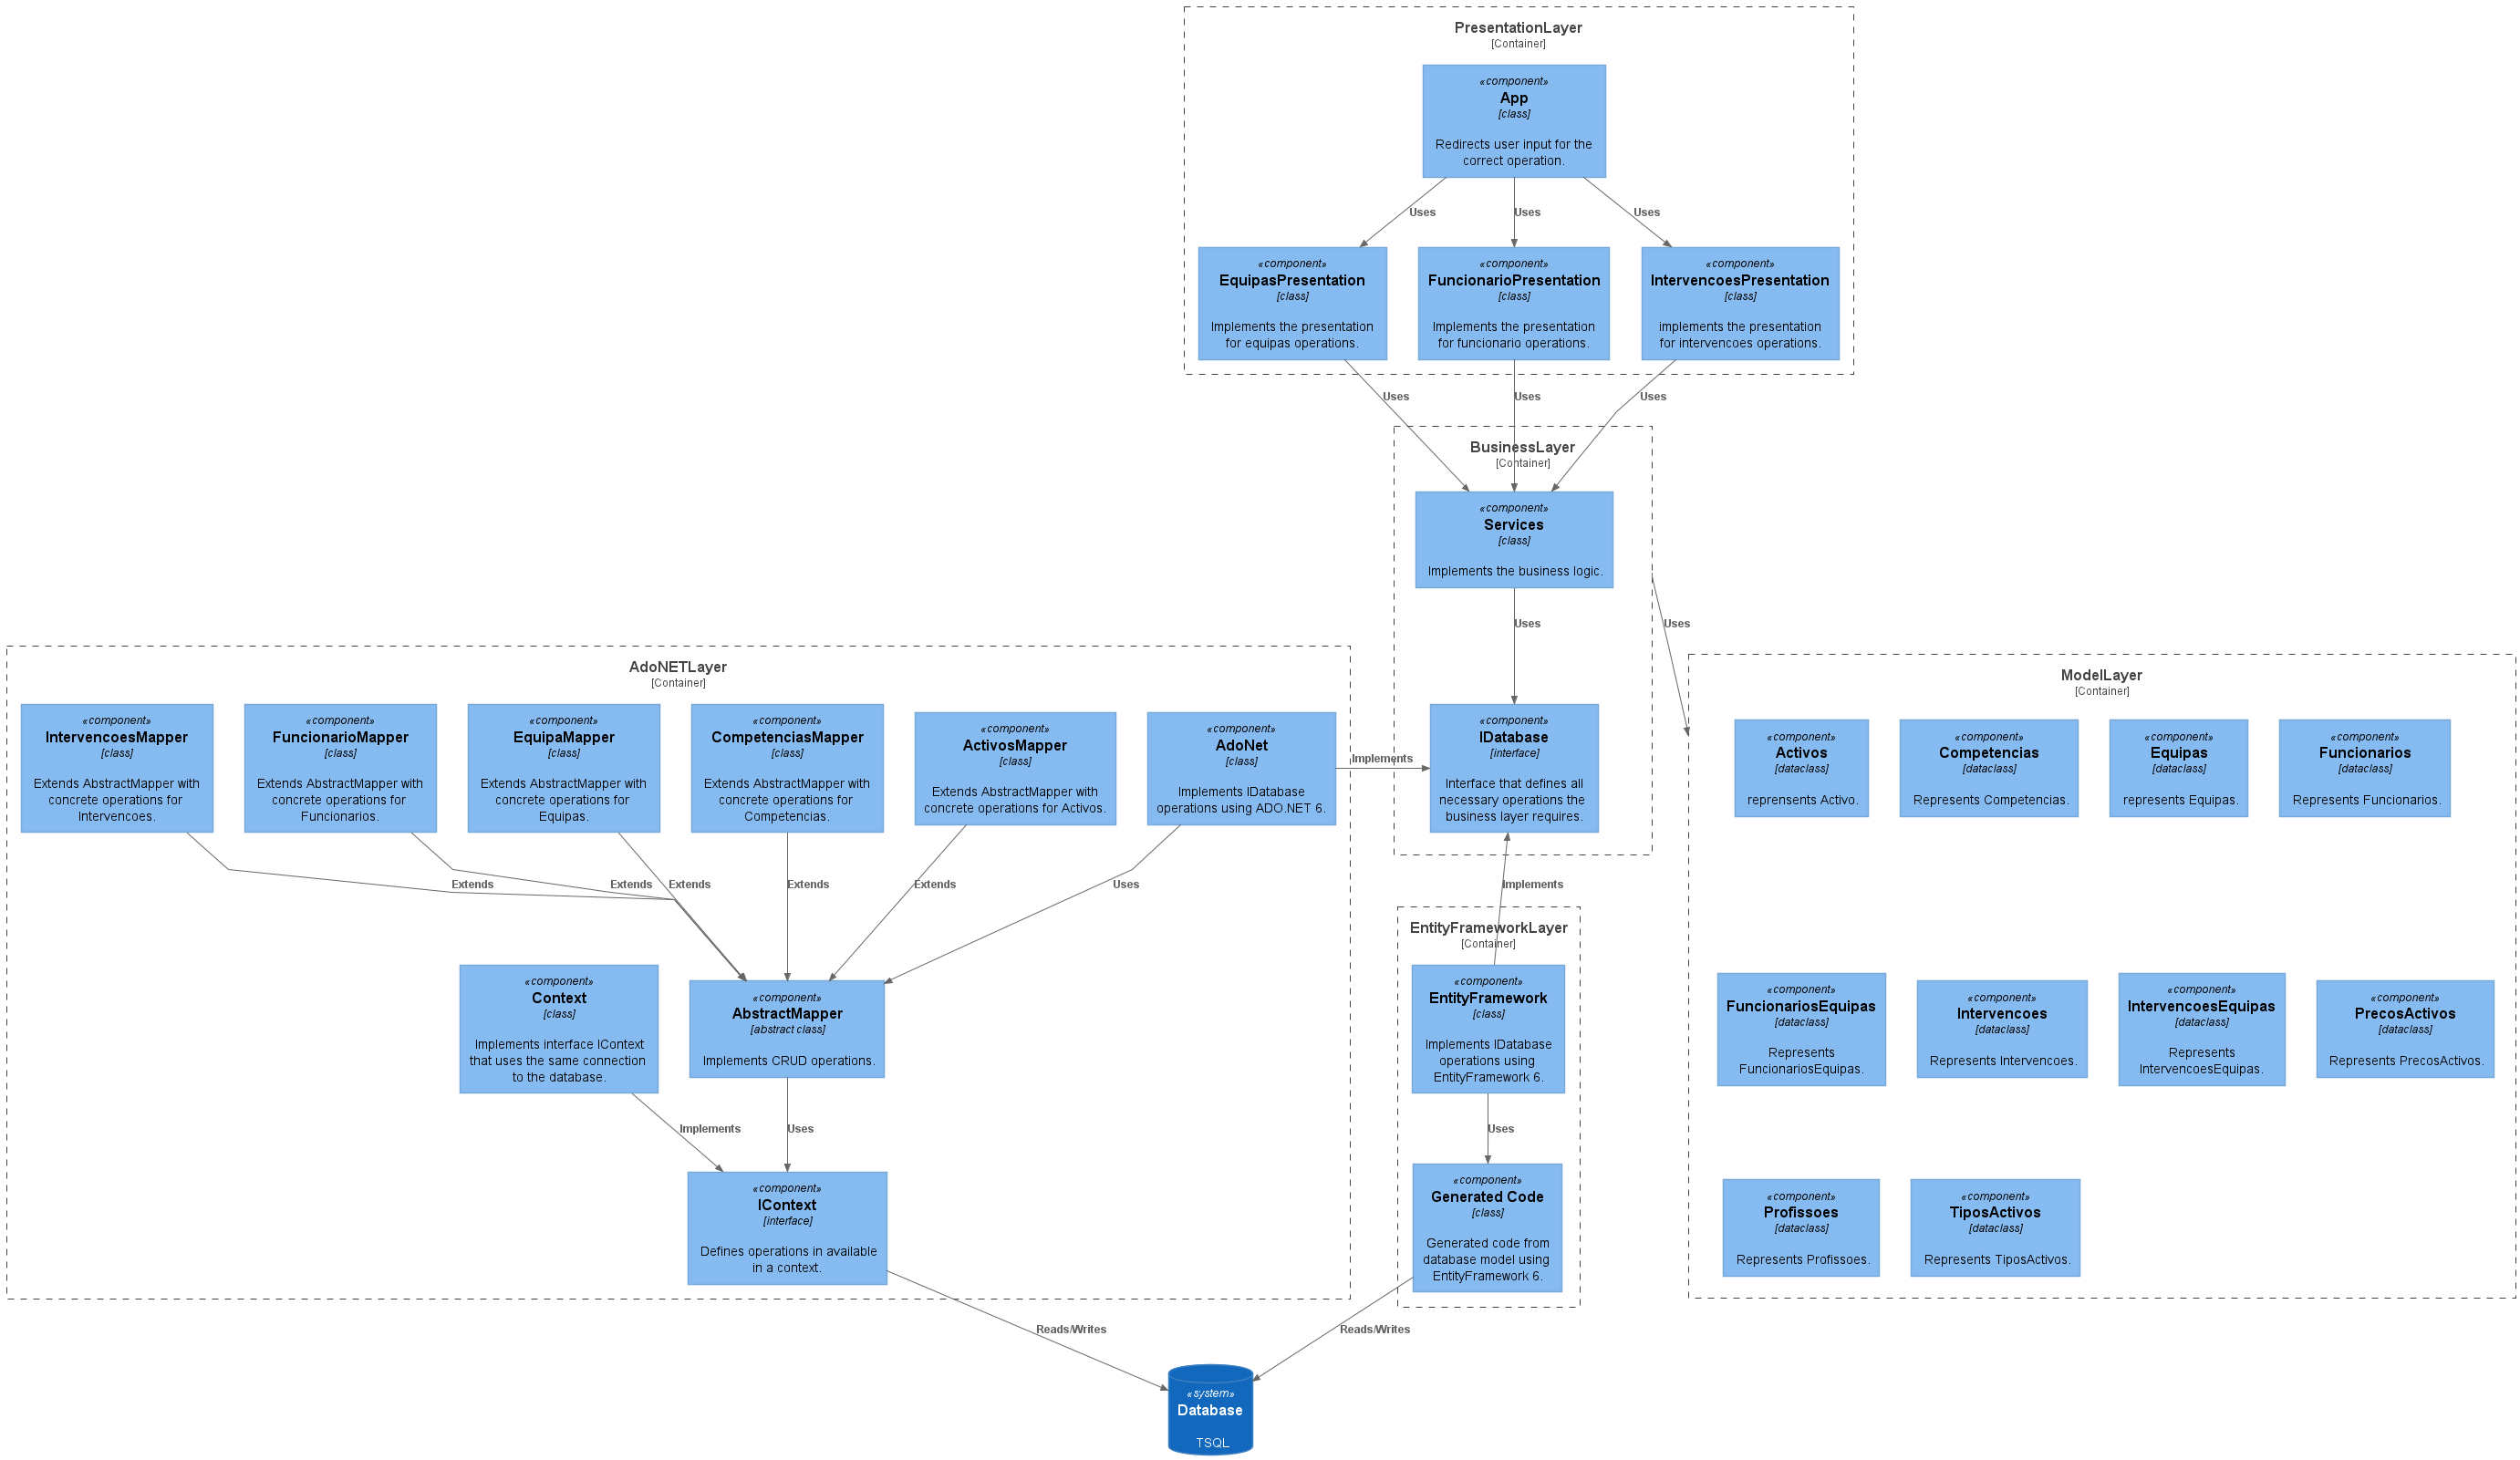 PresentationLayer
[Container]
«component»
App
[class]
Redirects user input for the
correct operation.
Uses
Uses
Uses
«component»
EquipasPresentation
[class]
Implements the presentation
for equipas operations.
«component»
FuncionarioPresentation
[class]
Implements the presentation
for funcionario operations.
«component»
IntervencoesPresentation
[class]
implements the presentation
for intervencoes operations.
Uses
Uses
Uses
BusinessLayer
[Container]
«component»
Services
[class]
Implements the business logic.
Uses
Uses
«component»
IDatabase
[interface]
Interface that defines all
necessary operations the
business layer requires.
AdoNETLayer
[Container]
«component»
IntervencoesMapper
[class]
Extends AbstractMapper with
concrete operations for
Intervencoes.
«component»
FuncionarioMapper
[class]
Extends AbstractMapper with
concrete operations for
Funcionarios.
«component»
EquipaMapper
[class]
Extends AbstractMapper with
concrete operations for
Equipas.
«component»
CompetenciasMapper
[class]
Extends AbstractMapper with
concrete operations for
Competencias.
«component»
ActivosMapper
[class]
Extends AbstractMapper with
concrete operations for Activos.
«component»
AdoNet
[class]
Implements IDatabase
operations using ADO.NET 6.
Implements
Extends
Extends
Extends
Extends
Extends
Uses
Implements
«component»
Context
[class]
Implements interface IContext
that uses the same connection
to the database.
«component»
AbstractMapper
[abstract class]
Implements CRUD operations.
Implements
Uses
«component»
IContext
[interface]
Defines operations in available
in a context.
EntityFrameworkLayer
[Container]
«component»
EntityFramework
[class]
Implements IDatabase
operations using
EntityFramework 6.
Uses
«component»
Generated Code
[class]
Generated code from
database model using
EntityFramework 6.
ModelLayer
[Container]
«component»
Activos
[dataclass]
reprensents Activo.
«component»
Competencias
[dataclass]
Represents Competencias.
«component»
Equipas
[dataclass]
represents Equipas.
«component»
Funcionarios
[dataclass]
Represents Funcionarios.
«component»
FuncionariosEquipas
[dataclass]
Represents
FuncionariosEquipas.
«component»
Intervencoes
[dataclass]
Represents Intervencoes.
«component»
IntervencoesEquipas
[dataclass]
Represents
IntervencoesEquipas.
«component»
PrecosActivos
[dataclass]
Represents PrecosActivos.
«component»
Profissoes
[dataclass]
Represents Profissoes.
«component»
TiposActivos
[dataclass]
Represents TiposActivos.
Reads/Writes
Reads/Writes
«system»
Database
TSQL